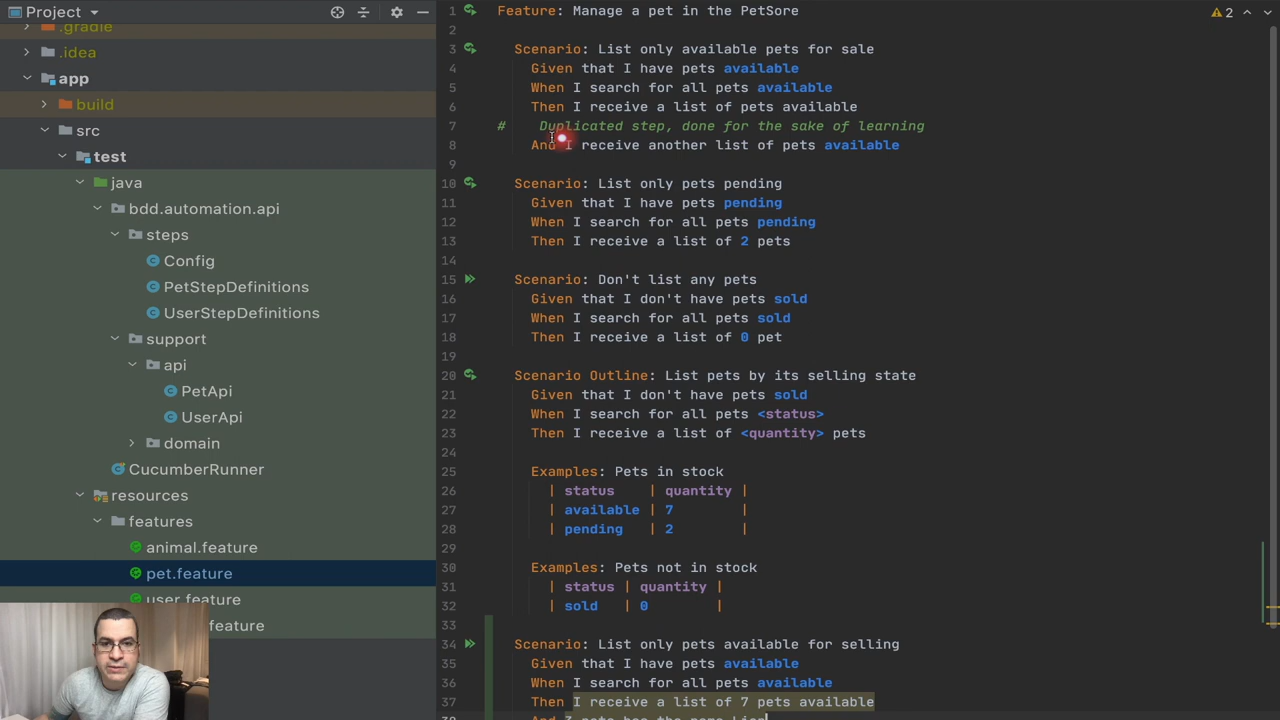 Project
.gradle
.idea
app
build
src
test
java
bdd.automation.api
steps
Config
PetStepDefinitions
UserStepDefinitions
support
api
PetApi
UserApi
domain
CucumberRunner
resources
features
animal.feature
pet.feature
user.feature
feature
2
1 Feature: Manage a pet in the PetSore
2
3 Scenario: List only available pets for sale
4 Given that I have pets available
5 When I search for all pets available
6 Then I receive a list of pets available
7 # Duplicated step, done for the sake of learning
8 And I receive another list of pets available
9
10 Scenario: List only pets pending
11 Given that I have pets pending
12 When I search for all pets pending
13 Then I receive a list of 2 pets
14
15 Scenario: Don't list any pets
16 Given that I don't have pets sold
17 When I search for all pets sold
18 Then I receive a list of 0 pet
19
20 Scenario Outline: List pets by its selling state
21 Given that I don't have pets sold
22 When I search for all pets <status>
23 Then I receive a list of <quantity> pets
24
25 Examples: Pets in stock
26 | status | quantity |
27 | available | 7 |
28 | pending | 2 |
29
30 Examples: Pets not in stock
31 | status | quantity |
32 | sold | 0 |
33
34 Scenario: List only pets available for selling
35 Given that I have pets available
36 When I search for all pets available
37 Then I receive a list of 7 pets available
38 And 3 pets has the name Lion